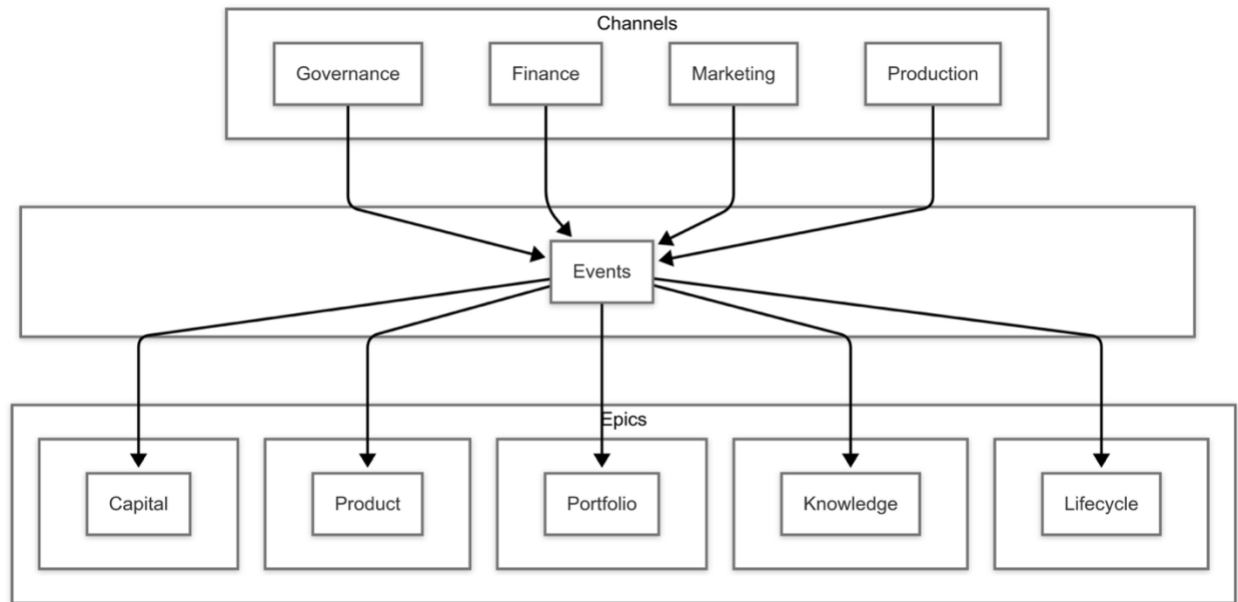 Channels
Governance
Finance
Marketing
Production
Events
Epics
Capital
Product
Portfolio
Knowledge
Lifecycle